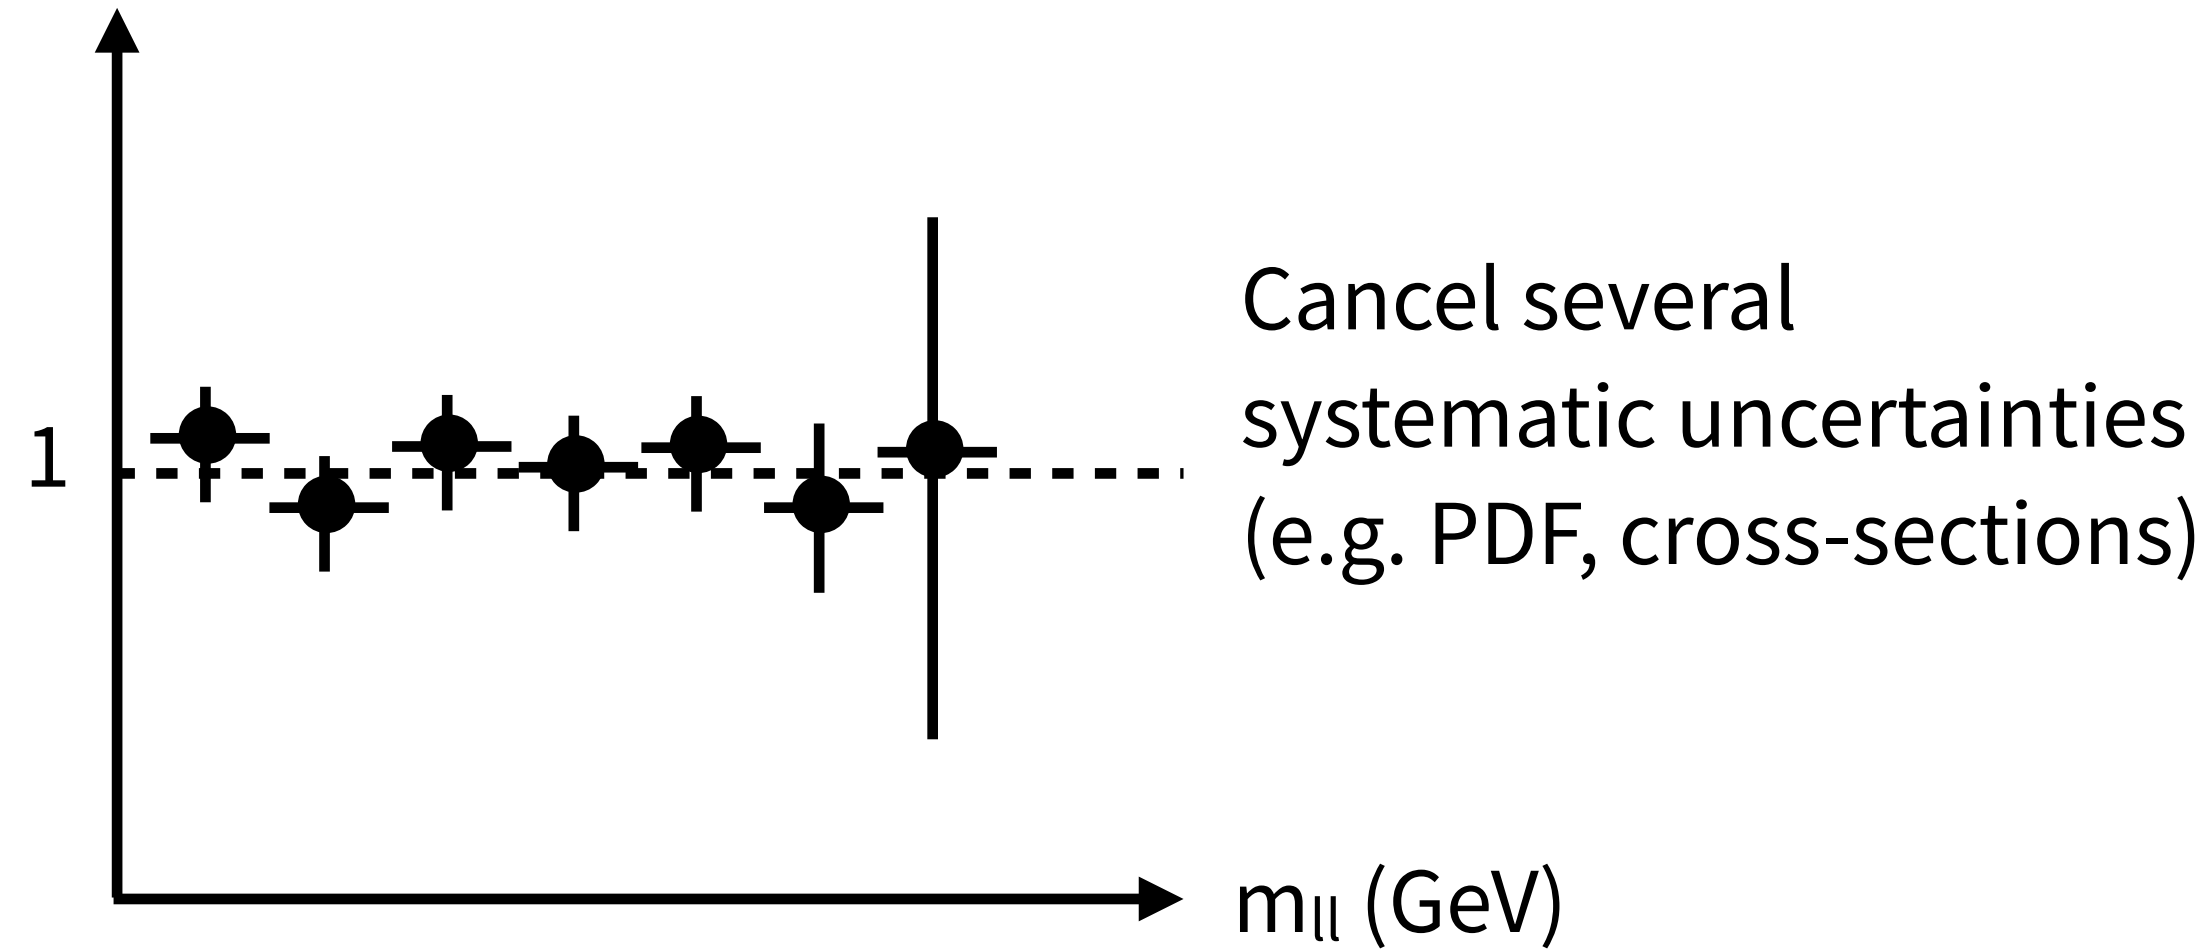 1
Cancel several
systematic uncertainties
(e.g. PDF, cross-sections)
mll (GeV)